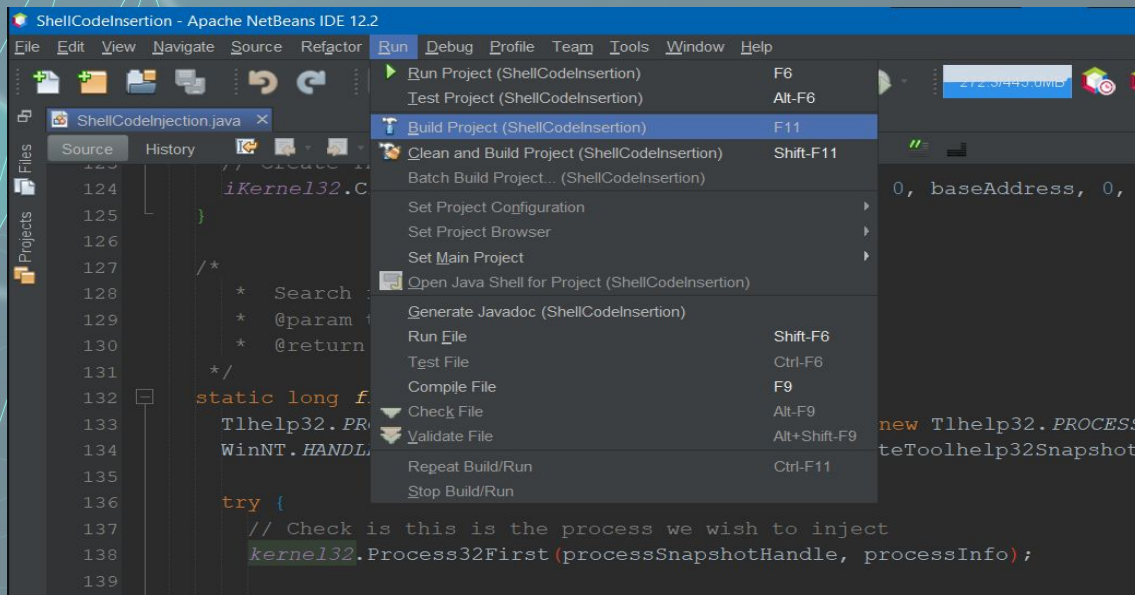 ShellCodeInsertion - Apache NetBeans IDE 12.2
File Edit View Navigate Source Refactor Run Debug Profile Team Tools Window Help
Run Project (ShellCodeInsertion) F6
Test Project (ShellCodeInsertion) Alt-F6
Build Project (ShellCodeInsertion) F11
Clean and Build Project (ShellCodeInsertion) Shift-F11
Batch Build Project... (ShellCodeInsertion)
Set Project Configuration
Set Project Browser
Set Main Project
Open Java Shell for Project (ShellCodeInsertion)
Generate Javadoc (ShellCodeInsertion)
Run File Shift-F6
Test File Ctrl-F6
Compile File F9
Check File Alt-F9
Validate File Alt+Shift-F9
Repeat Build/Run Ctrl-F11
Stop Build/Run
ShellCodeInjection.java
Source History
Files
Projects
124 iKernel32.C 0, baseAddress, 0,
125 }
126
127 /*
128 * Search
129 * @param
130 * @return
131 */
132 static long
133 Tlhelp32.PR new Tlhelp32.PROCESS
134 WinNT.HANDL teToolhelp32Snapshot
135
136 try {
137 // Check is this is the process we wish to inject
138 kernel32.Process32First(processSnapshotHandle, processInfo);
139